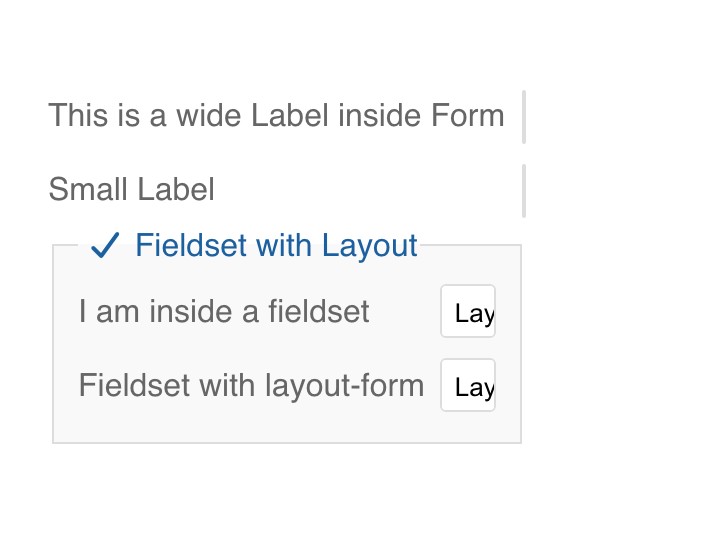 This is a wide Label inside Form
Small Label
Fieldset with Layout
I am inside a fieldset Lay
Fieldset with layout-form Lay